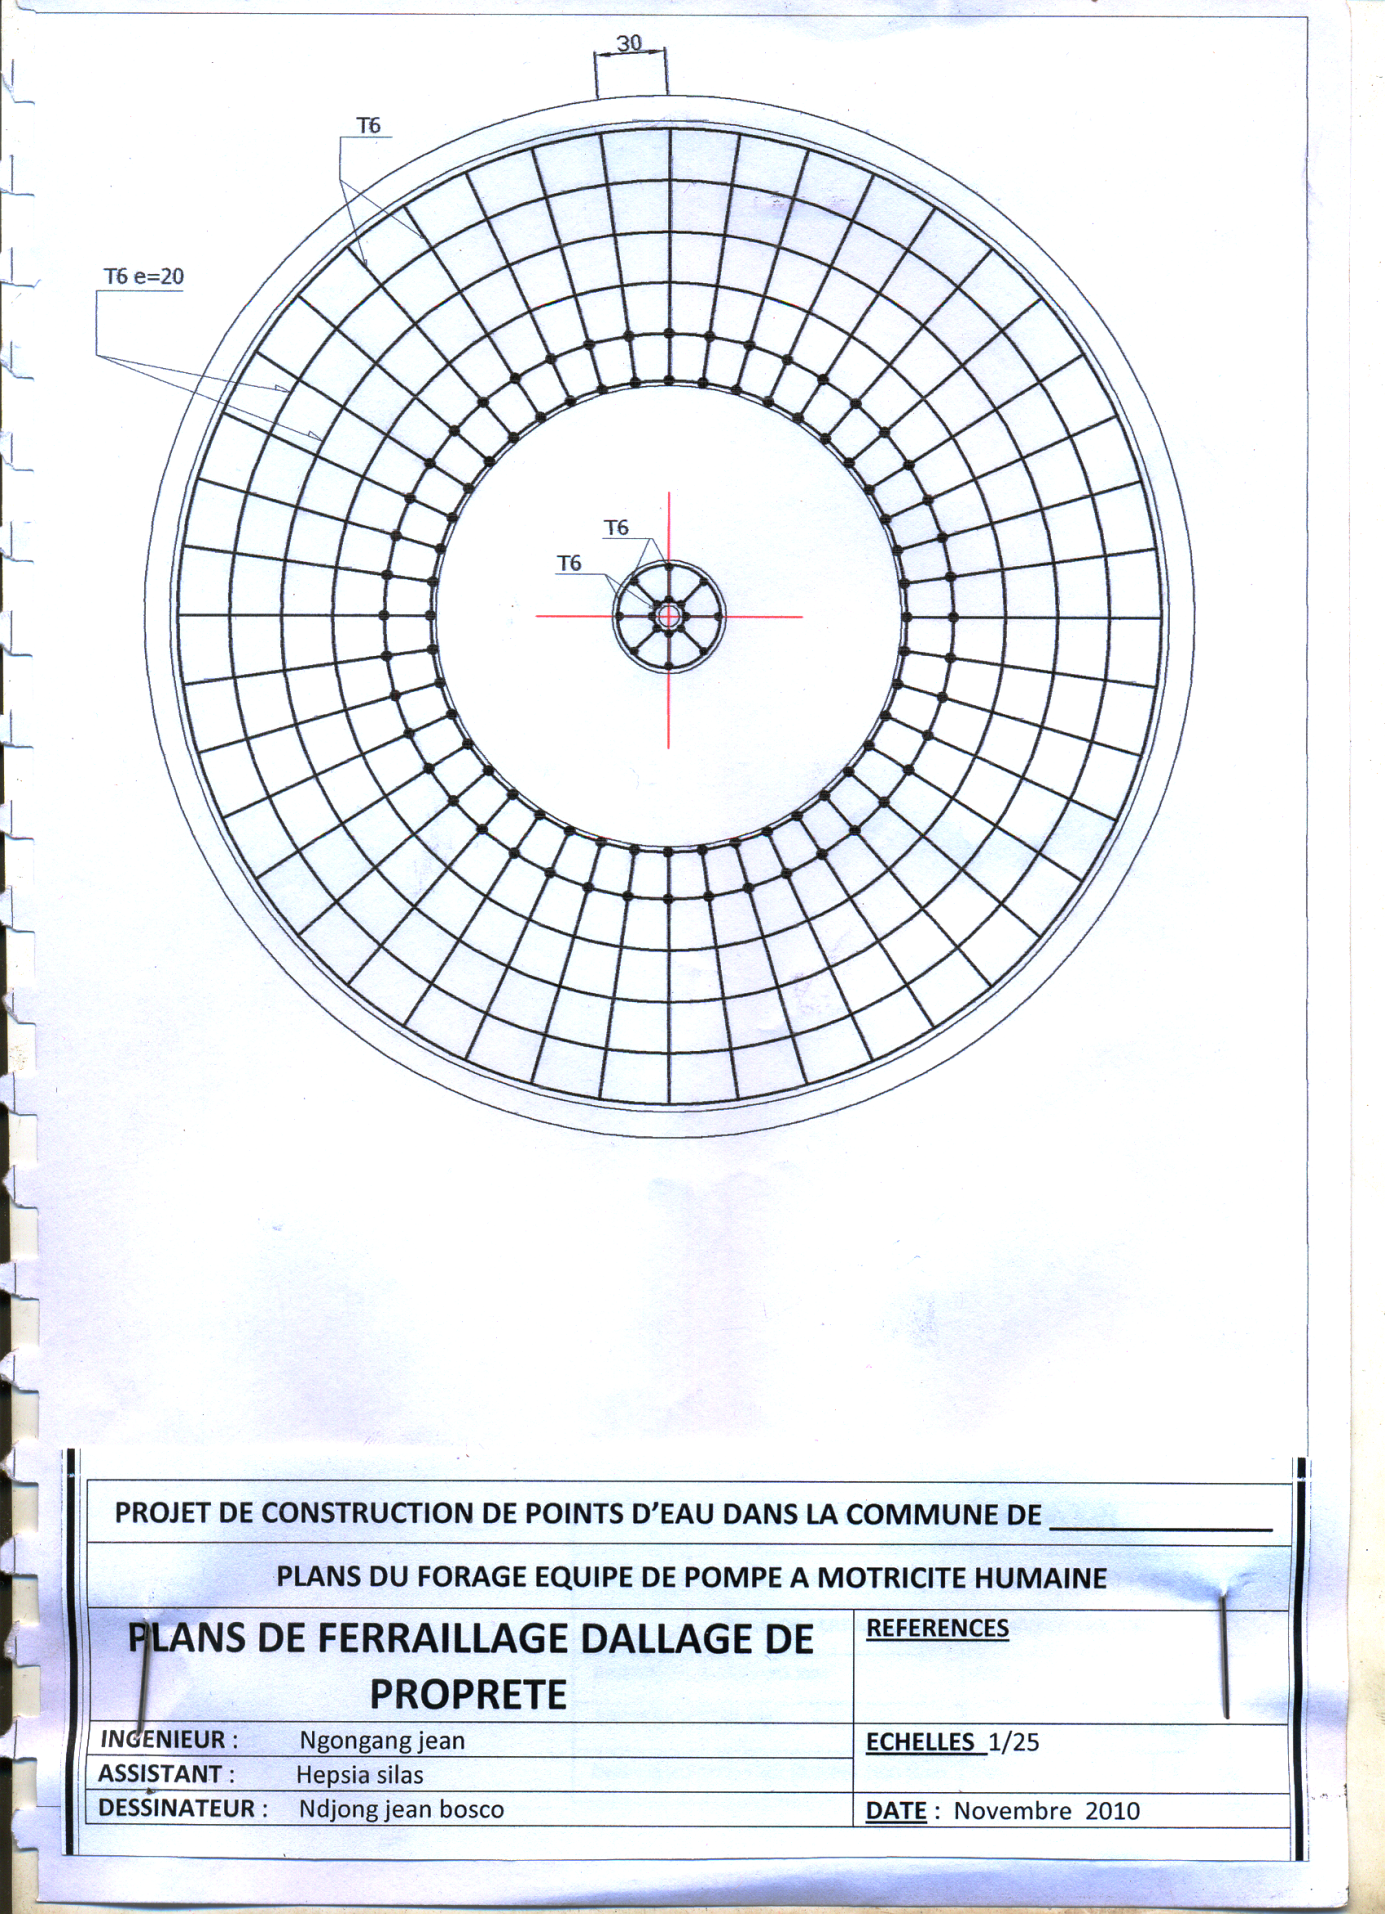 30
T6
T6 e=20
T6
T6
PROJET DE CONSTRUCTION DE POINTS D’EAU DANS LA COMMUNE DE ________________
PLANS DU FORAGE EQUIPE DE POMPE A MOTRICITE HUMAINE
PLANS DE FERRAILLAGE DALLAGE DE
PROPRETE
REFERENCES
INGENIEUR : Ngongang jean
ECHELLES 1/25
ASSISTANT : Hepsia silas
DESSINATEUR : Ndjong jean bosco
DATE : Novembre 2010